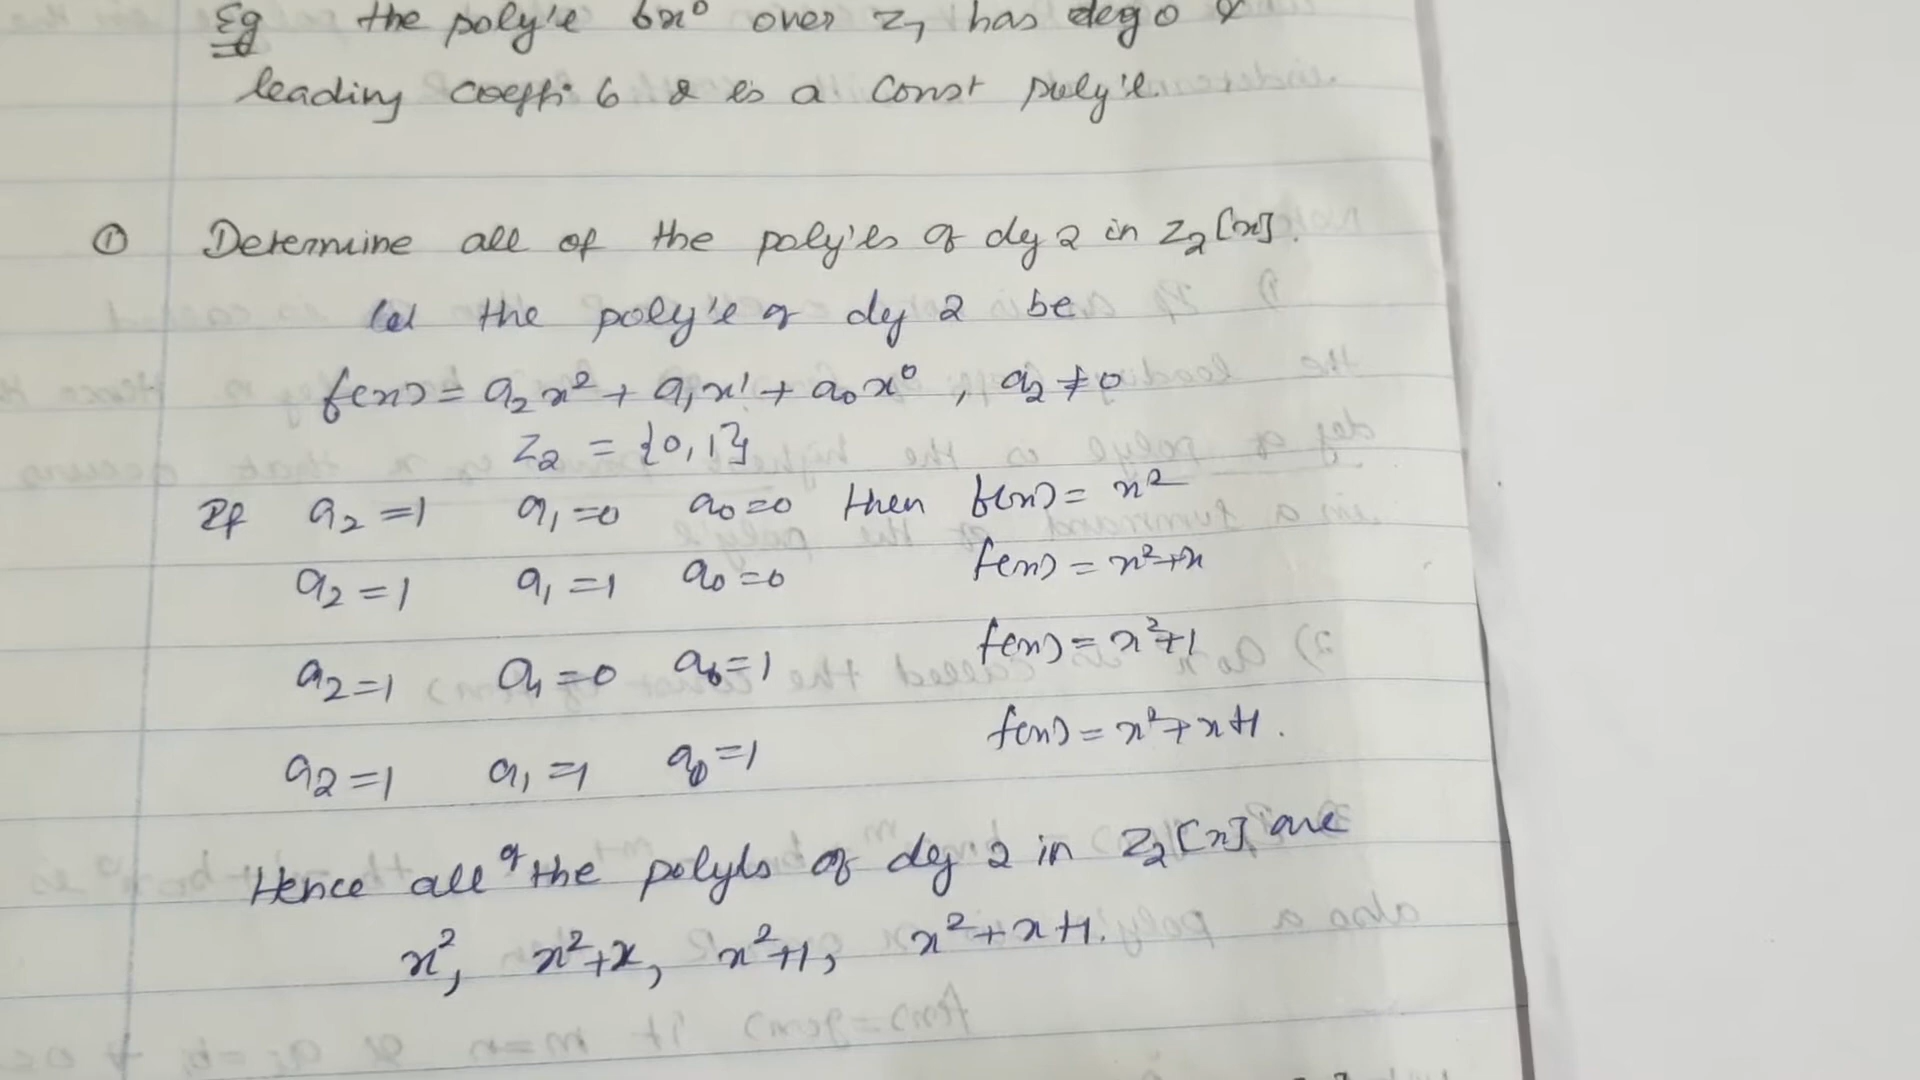 Eg the poly'l 6x⁰ over Z₇ has deg 0 &
leading coeffi 6 & is a Const poly'l.
① Determine all of the poly'ls of deg 2 in Z₂[x].
Let the poly'l of deg 2 be
f(x) = a₂x² + a₁x¹ + a₀x⁰, a₂ ≠ 0
Z₂ = {0,1}
If a₂ = 1 a₁ = 0 a₀ = 0 then f(x) = x²
a₂ = 1 a₁ = 1 a₀ = 0 f(x) = x²+x
a₂ = 1 a₁ = 0 a₀ = 1 f(x) = x²+1
a₂ = 1 a₁ = 1 a₀ = 1 f(x) = x²+x+1.
Hence all of the polyls of deg 2 in Z₂[x] are
x², x²+x, x²+1, x²+x+1.